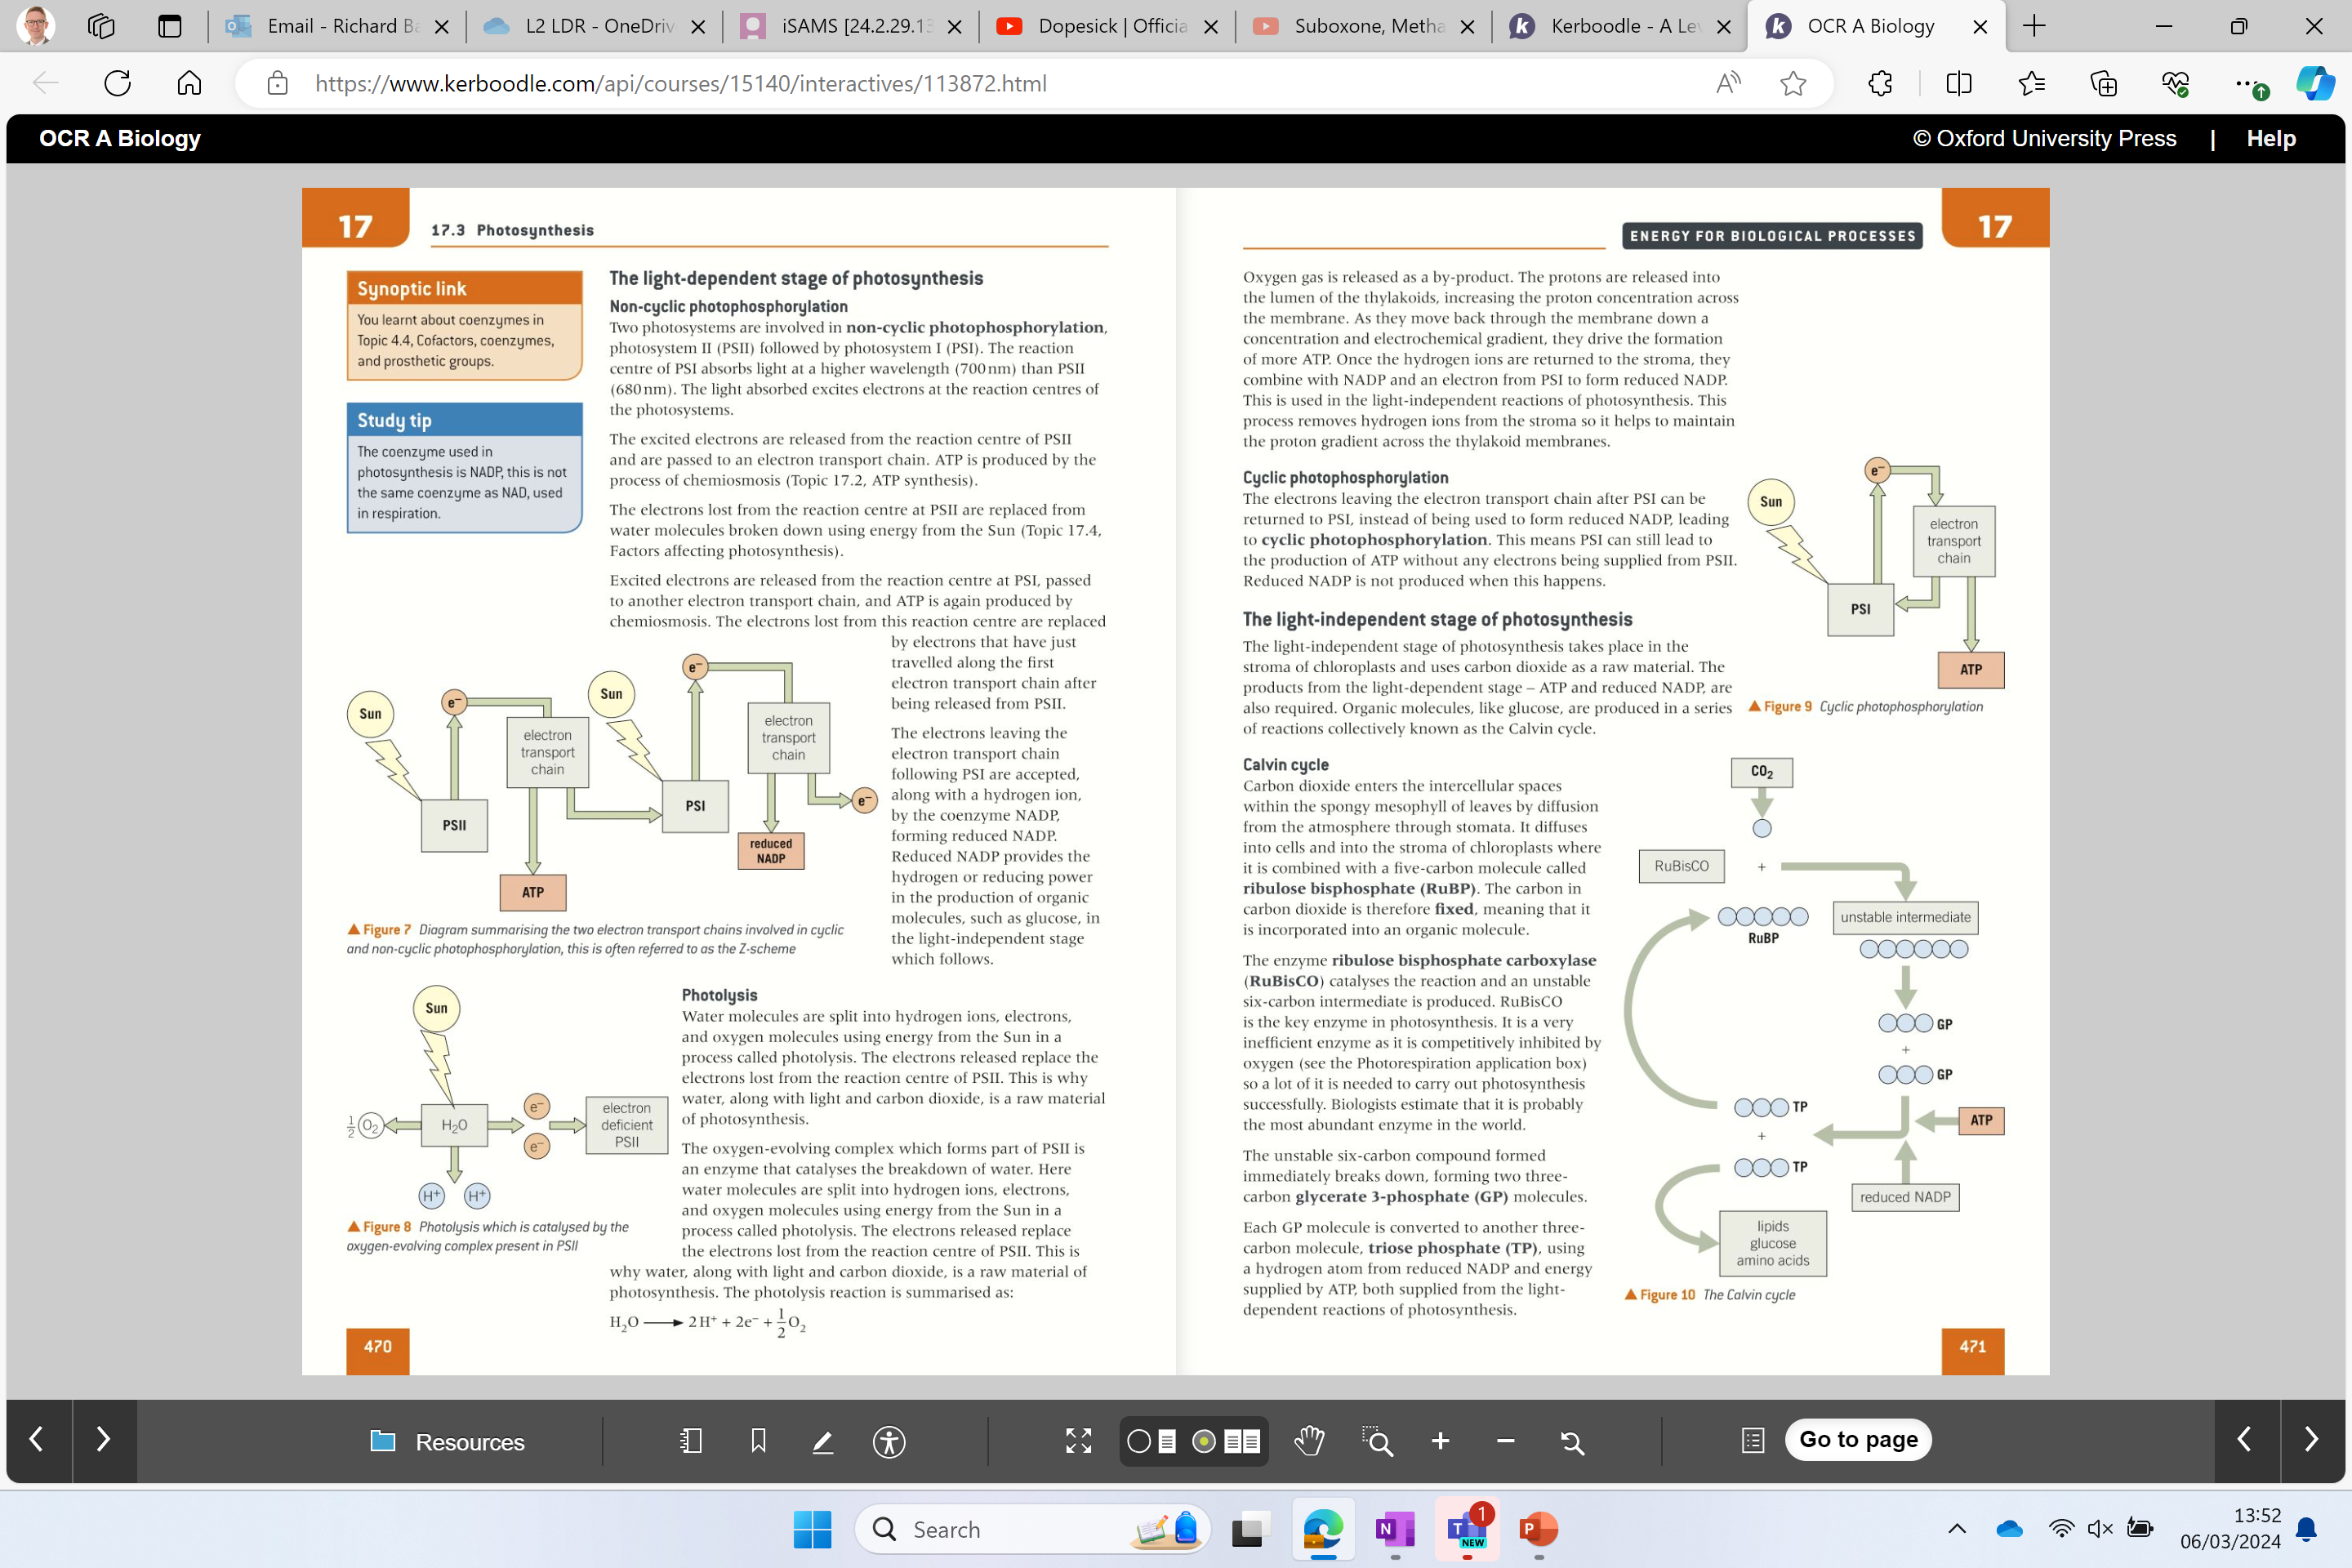 Email - Richard Ba
L2 LDR - OneDriv
iSAMS [24.2.29.13
Dopesick | Officia
Suboxone, Metha
Kerboodle - A Lev
OCR A Biology
https://www.kerboodle.com/api/courses/15140/interactives/113872.html
OCR A Biology
© Oxford University Press | Help
17
17.3 Photosynthesis
Synoptic link
You learnt about coenzymes in
Topic 4.4, Cofactors, coenzymes,
and prosthetic groups.
Study tip
The coenzyme used in
photosynthesis is NADP, this is not
the same coenzyme as NAD, used
in respiration.
The light-dependent stage of photosynthesis
Non-cyclic photophosphorylation
Two photosystems are involved in non-cyclic photophosphorylation,
photosystem II (PSII) followed by photosystem I (PSI). The reaction
centre of PSI absorbs light at a higher wavelength (700 nm) than PSII
(680 nm). The light absorbed excites electrons at the reaction centres of
the photosystems.
The excited electrons are released from the reaction centre of PSII
and are passed to an electron transport chain. ATP is produced by the
process of chemiosmosis (Topic 17.2, ATP synthesis).
The electrons lost from the reaction centre at PSII are replaced from
water molecules broken down using energy from the Sun (Topic 17.4,
Factors affecting photosynthesis).
Excited electrons are released from the reaction centre at PSI, passed
to another electron transport chain, and ATP is again produced by
chemiosmosis. The electrons lost from this reaction centre are replaced
by electrons that have just
travelled along the first
electron transport chain after
being released from PSII.
The electrons leaving the
electron transport chain
following PSI are accepted,
along with a hydrogen ion,
by the coenzyme NADP,
forming reduced NADP.
Reduced NADP provides the
hydrogen or reducing power
in the production of organic
molecules, such as glucose, in
the light-independent stage
which follows.
Sun
e⁻
electron
transport
chain
PSII
ATP
Sun
e⁻
electron
transport
chain
PSI
e⁻
reduced
NADP
▲ Figure 7 Diagram summarising the two electron transport chains involved in cyclic
and non-cyclic photophosphorylation, this is often referred to as the Z-scheme
Sun
½ O₂
H₂O
e⁻
e⁻
electron
deficient
PSII
H⁺
H⁺
▲ Figure 8 Photolysis which is catalysed by the
oxygen-evolving complex present in PSII
Photolysis
Water molecules are split into hydrogen ions, electrons,
and oxygen molecules using energy from the Sun in a
process called photolysis. The electrons released replace the
electrons lost from the reaction centre of PSII. This is why
water, along with light and carbon dioxide, is a raw material
of photosynthesis.
The oxygen-evolving complex which forms part of PSII is
an enzyme that catalyses the breakdown of water. Here
water molecules are split into hydrogen ions, electrons,
and oxygen molecules using energy from the Sun in a
process called photolysis. The electrons released replace
the electrons lost from the reaction centre of PSII. This is
why water, along with light and carbon dioxide, is a raw material of
photosynthesis. The photolysis reaction is summarised as:
H₂O ⟶ 2H⁺ + 2e⁻ + ½O₂
470
ENERGY FOR BIOLOGICAL PROCESSES
17
Oxygen gas is released as a by-product. The protons are released into
the lumen of the thylakoids, increasing the proton concentration across
the membrane. As they move back through the membrane down a
concentration and electrochemical gradient, they drive the formation
of more ATP. Once the hydrogen ions are returned to the stroma, they
combine with NADP and an electron from PSI to form reduced NADP.
This is used in the light-independent reactions of photosynthesis. This
process removes hydrogen ions from the stroma so it helps to maintain
the proton gradient across the thylakoid membranes.
Cyclic photophosphorylation
The electrons leaving the electron transport chain after PSI can be
returned to PSI, instead of being used to form reduced NADP, leading
to cyclic photophosphorylation. This means PSI can still lead to
the production of ATP without any electrons being supplied from PSII.
Reduced NADP is not produced when this happens.
Sun
e⁻
electron
transport
chain
PSI
ATP
▲ Figure 9 Cyclic photophosphorylation
The light-independent stage of photosynthesis
The light-independent stage of photosynthesis takes place in the
stroma of chloroplasts and uses carbon dioxide as a raw material. The
products from the light-dependent stage – ATP and reduced NADP, are
also required. Organic molecules, like glucose, are produced in a series
of reactions collectively known as the Calvin cycle.
Calvin cycle
Carbon dioxide enters the intercellular spaces
within the spongy mesophyll of leaves by diffusion
from the atmosphere through stomata. It diffuses
into cells and into the stroma of chloroplasts where
it is combined with a five-carbon molecule called
ribulose bisphosphate (RuBP). The carbon in
carbon dioxide is therefore fixed, meaning that it
is incorporated into an organic molecule.
The enzyme ribulose bisphosphate carboxylase
(RuBisCO) catalyses the reaction and an unstable
six-carbon intermediate is produced. RuBisCO
is the key enzyme in photosynthesis. It is a very
inefficient enzyme as it is competitively inhibited by
oxygen (see the Photorespiration application box)
so a lot of it is needed to carry out photosynthesis
successfully. Biologists estimate that it is probably
the most abundant enzyme in the world.
The unstable six-carbon compound formed
immediately breaks down, forming two three-
carbon glycerate 3-phosphate (GP) molecules.
Each GP molecule is converted to another three-
carbon molecule, triose phosphate (TP), using
a hydrogen atom from reduced NADP and energy
supplied by ATP, both supplied from the light-
dependent reactions of photosynthesis.
CO₂
RuBisCO
+
RuBP
unstable intermediate
GP
+
GP
TP
+
TP
ATP
reduced NADP
lipids
glucose
amino acids
▲ Figure 10 The Calvin cycle
471
Resources
Go to page
Search
N
T
1
NEW
P
13:52
06/03/2024